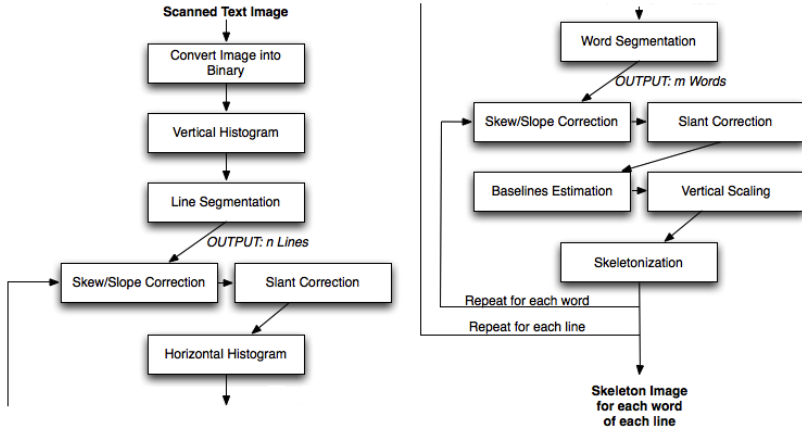 Scanned Text Image
Convert Image into
Binary
Vertical Histogram
Line Segmentation
OUTPUT: n Lines
Skew/Slope Correction
Slant Correction
Horizontal Histogram
Word Segmentation
OUTPUT: m Words
Skew/Slope Correction
Slant Correction
Baselines Estimation
Vertical Scaling
Skeletonization
Repeat for each word
Repeat for each line
Skeleton Image
for each word
of each line